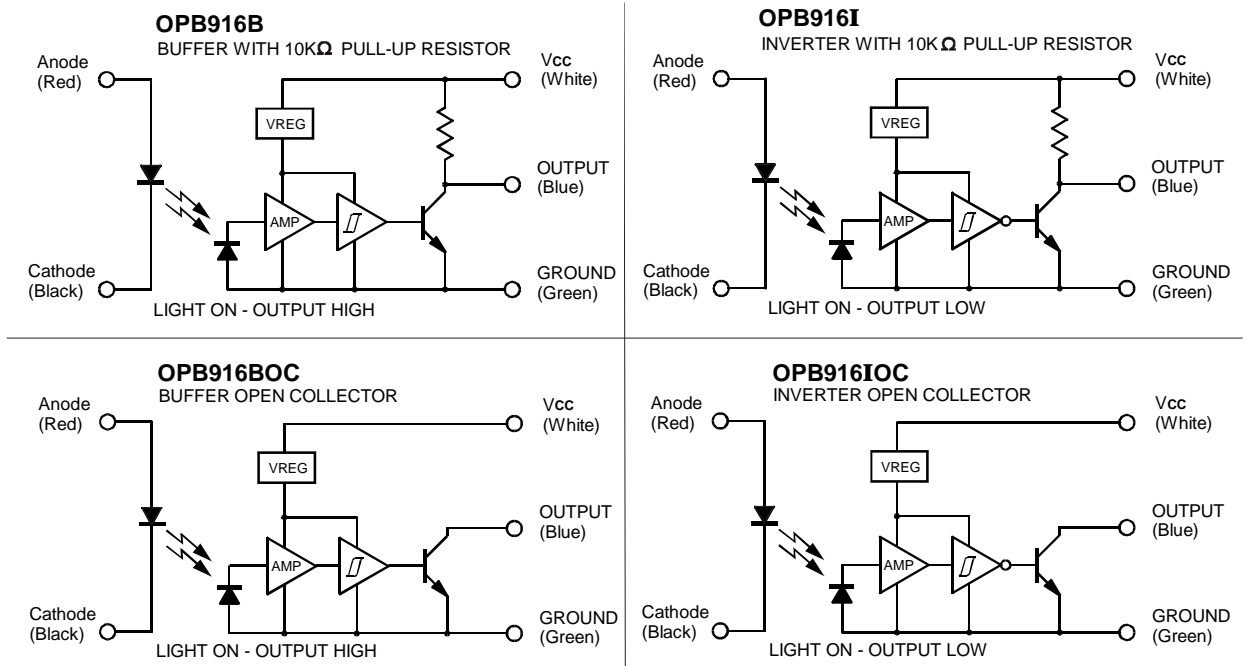 OPB916B
BUFFER WITH 10KΩ PULL-UP RESISTOR
Anode
(Red)
Vcc
(White)
VREG
OUTPUT
(Blue)
AMP
Cathode
(Black)
GROUND
(Green)
LIGHT ON - OUTPUT HIGH
OPB916I
INVERTER WITH 10KΩ PULL-UP RESISTOR
Anode
(Red)
Vcc
(White)
VREG
OUTPUT
(Blue)
AMP
Cathode
(Black)
GROUND
(Green)
LIGHT ON - OUTPUT LOW
OPB916BOC
BUFFER OPEN COLLECTOR
Anode
(Red)
Vcc
(White)
VREG
OUTPUT
(Blue)
AMP
Cathode
(Black)
GROUND
(Green)
LIGHT ON - OUTPUT HIGH
OPB916IOC
INVERTER OPEN COLLECTOR
Anode
(Red)
Vcc
(White)
VREG
OUTPUT
(Blue)
AMP
Cathode
(Black)
GROUND
(Green)
LIGHT ON - OUTPUT LOW